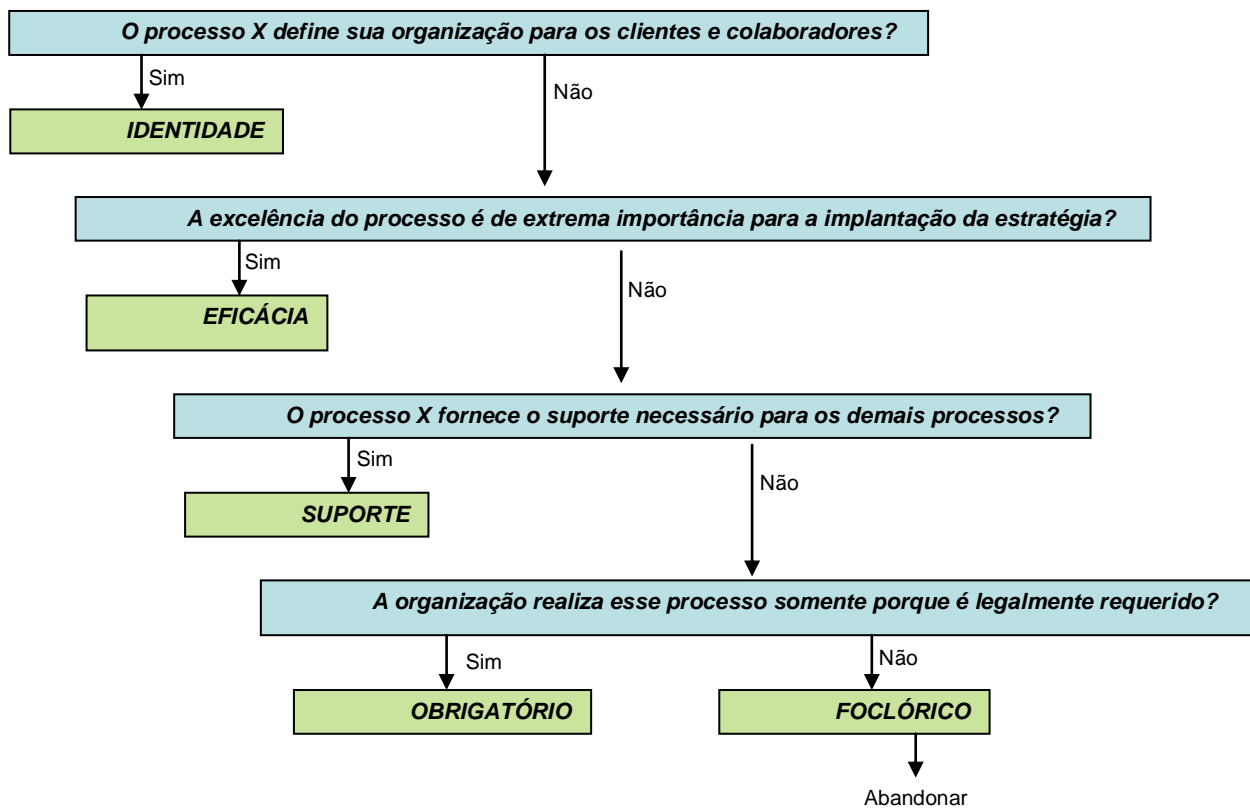 O processo X define sua organização para os clientes e colaboradores?
Sim
Não
IDENTIDADE
A excelência do processo é de extrema importância para a implantação da estratégia?
Sim
Não
EFICÁCIA
O processo X fornece o suporte necessário para os demais processos?
Sim
Não
SUPORTE
A organização realiza esse processo somente porque é legalmente requerido?
Sim
Não
OBRIGATÓRIO
FOCLÓRICO
Abandonar